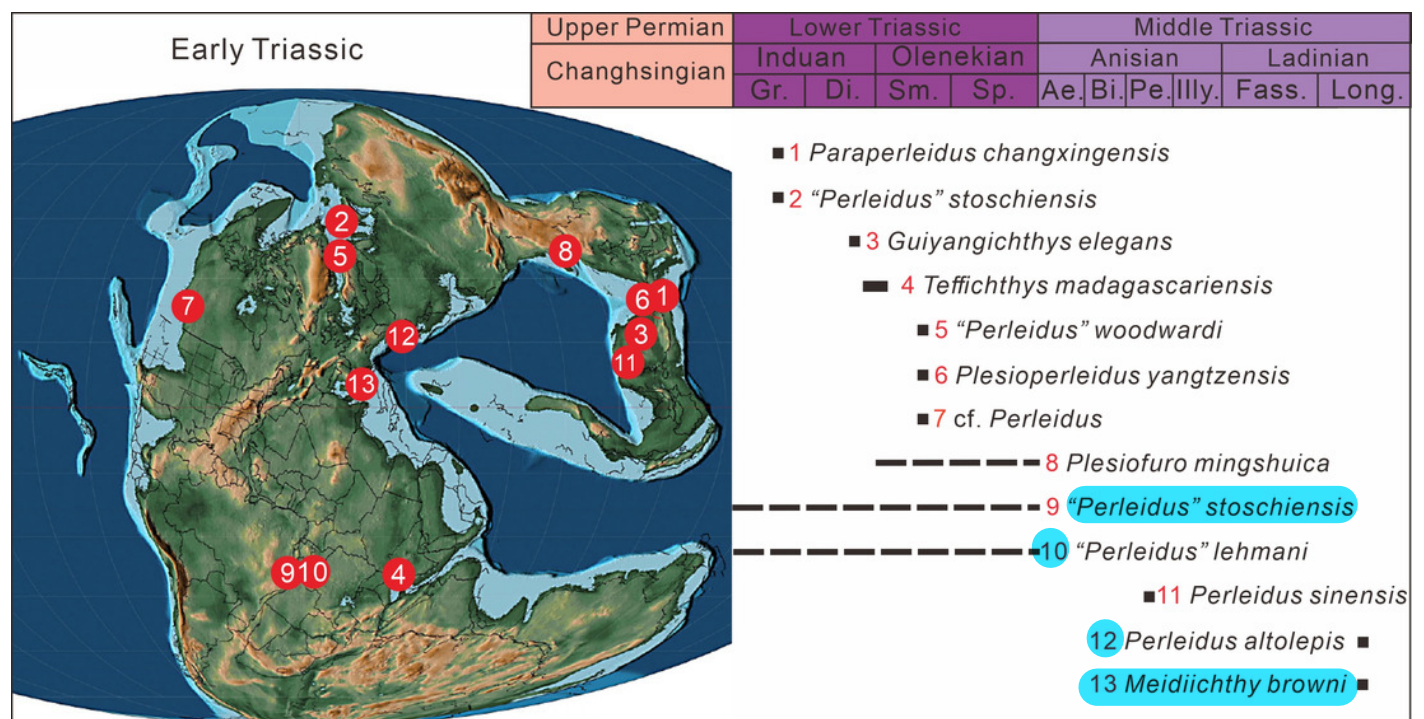 Early Triassic
Upper Permian Lower Triassic Middle Triassic
Changhsingian Induan Olenekian Anisian Ladinian
Gr. Di. Sm. Sp. Ae. Bi. Pe. Illy. Fass. Long.
1 Paraperleidus changxingensis
2 “Perleidus” stoschiensis
3 Guiyangichthys elegans
4 Teffichthys madagascariensis
5 “Perleidus” woodwardi
6 Plesioperleidus yangtzensis
7 cf. Perleidus
8 Plesiofuro mingshuica
9 “Perleidus” stoschiensis
10 “Perleidus” lehmani
11 Perleidus sinensis
12 Perleidus altolepis
13 Meidiichthy browni
2
5
8
7
6 1
12
3
11
13
9 10
4